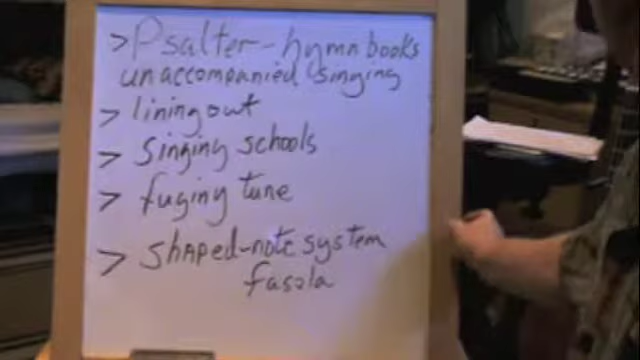 > Psalter - hymn books
unaccompanied singing
> lining out
> Singing schools
> fuging tune
> shaped-note system
fasola